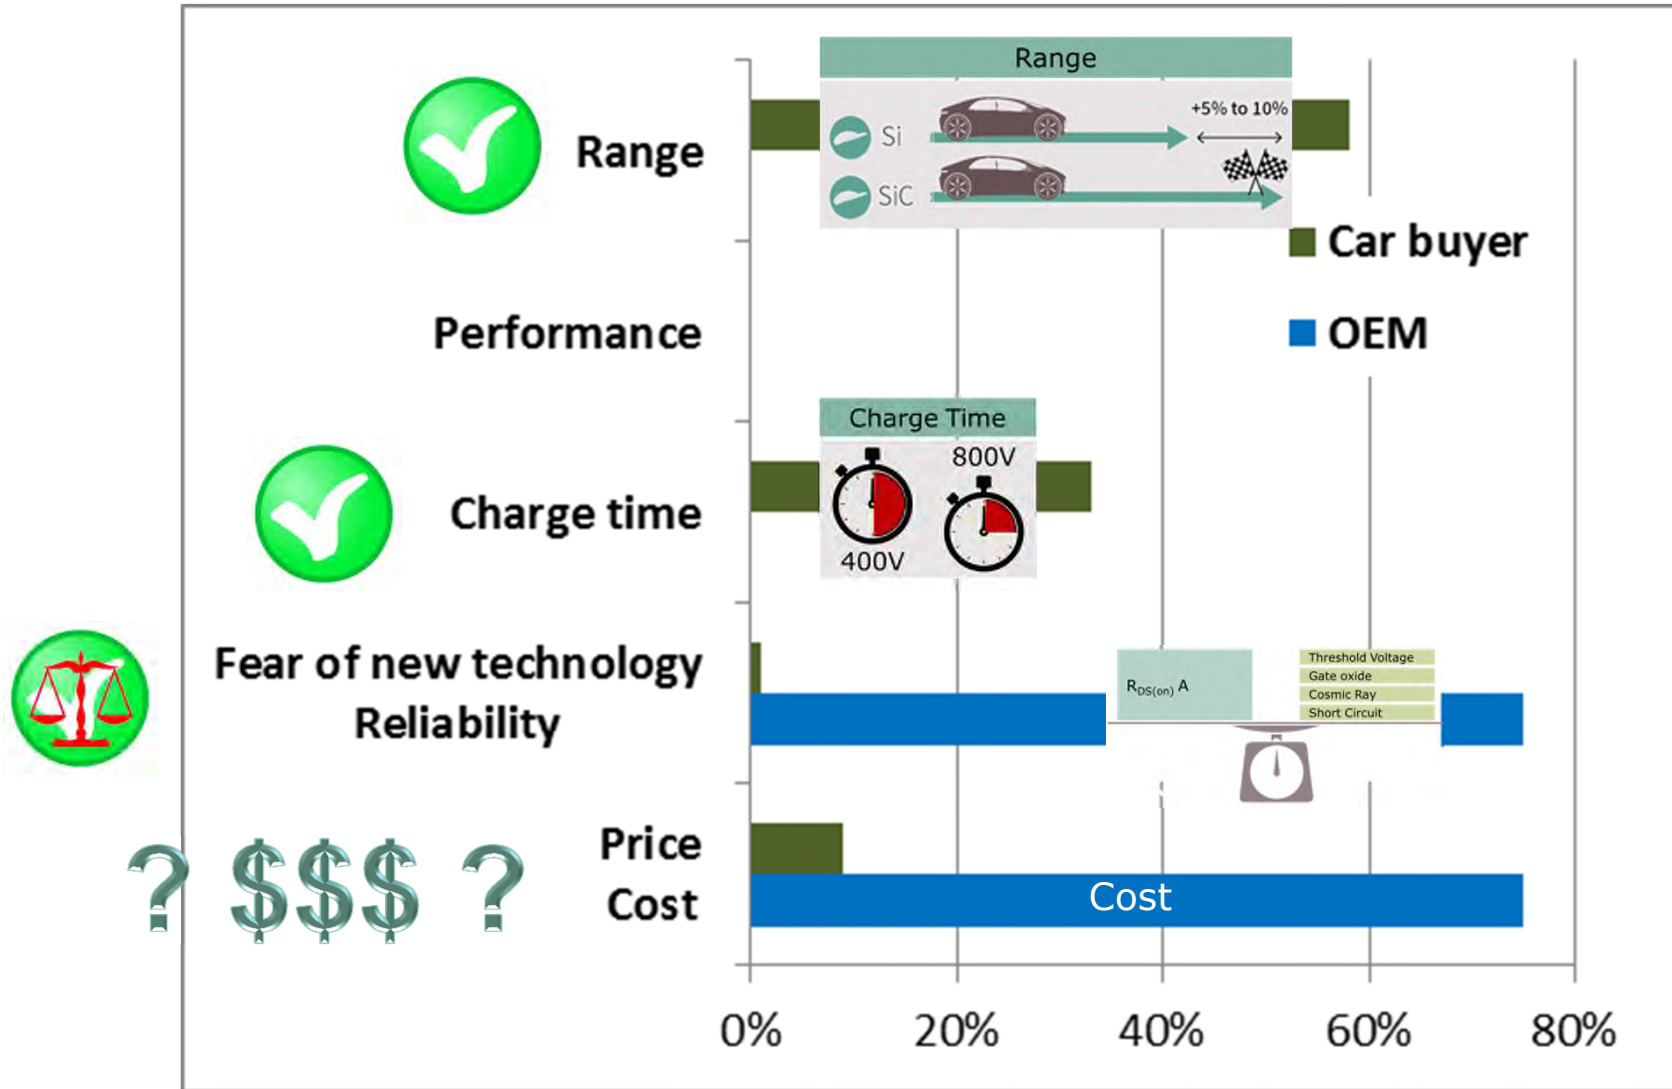 Range
Range
Si
+5% to 10%
SiC
Car buyer
Performance
OEM
Charge Time
800V
Charge time
400V
Fear of new technology
Reliability
R_DS(on) A
Threshold Voltage
Gate oxide
Cosmic Ray
Short Circuit
? $$$ ?
Price
Cost
Cost
0% 20% 40% 60% 80%